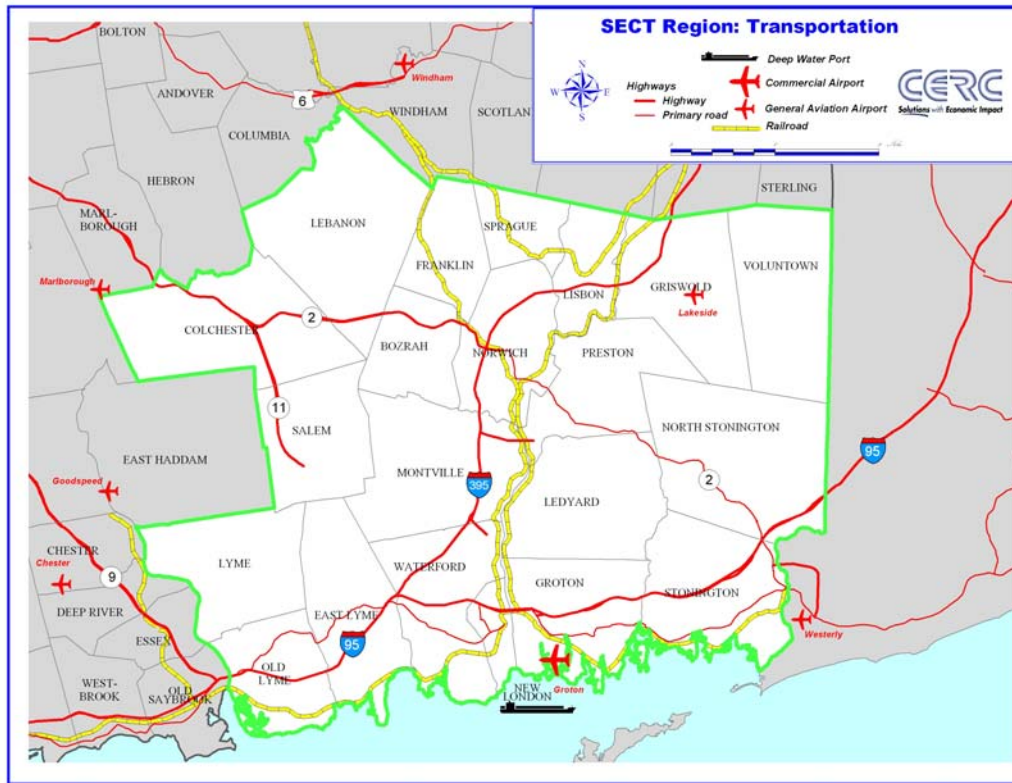 SECT Region: Transportation
N
W E
S
Deep Water Port
Highways
Highway
Primary road
Commercial Airport
General Aviation Airport
Railroad
CERC
Solutions with Economic Impact
BOLTON
Windham
6
ANDOVER
WINDHAM
SCOTLAN
COLUMBIA
HEBRON
STERLING
MARL-
BOROUGH
LEBANON
SPRAGUE
FRANKLIN
VOLUNTOWN
Marlborough
LISBON
GRISWOLD
Lakeside
2
COLCHESTER
BOZRAH
NORWICH
PRESTON
11
SALEM
NORTH STONINGTON
95
EAST HADDAM
MONTVILLE
2
Goodspeed
395
LEDYARD
CHESTER
Chester
9
LYME
WATERFORD
GROTON
STONINGTON
DEEP RIVER
EAST LYME
Westerly
ESSEX
95
OLD
LYME
WEST-
BROOK
OLD
SAYBROOK
Groton
NEW
LONDON